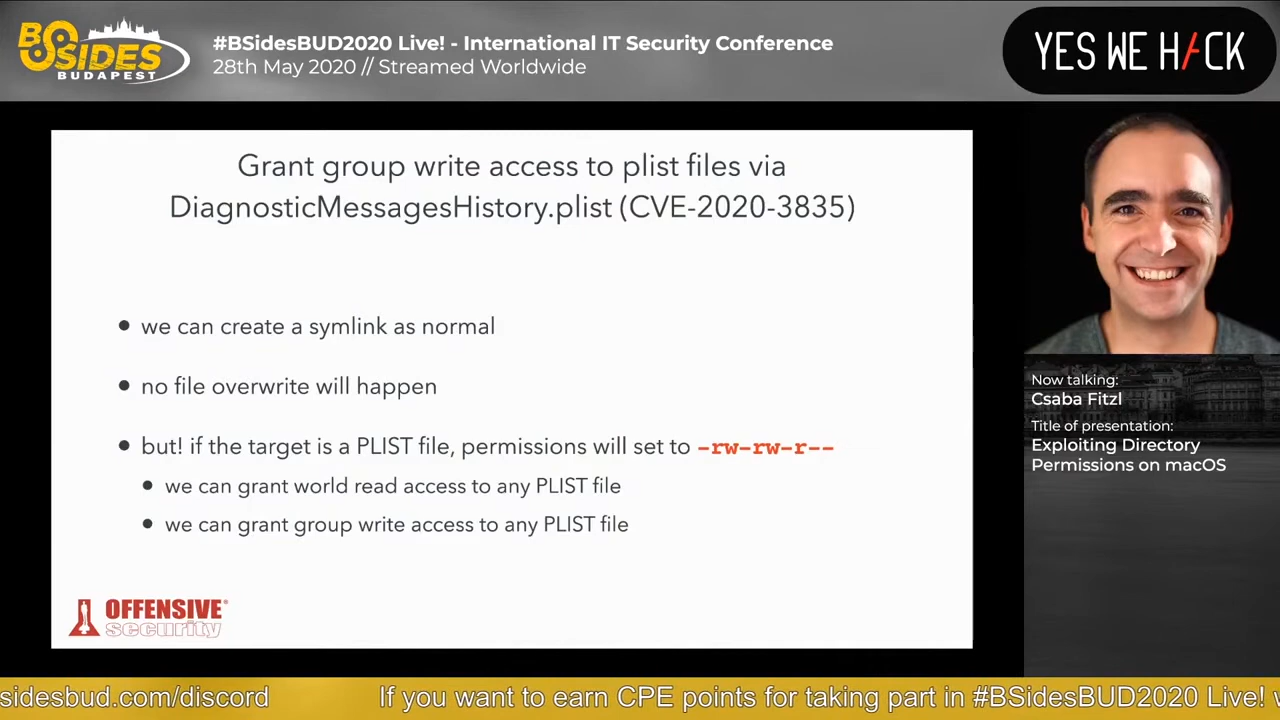 BSIDES
BUDAPEST
#BSidesBUD2020 Live! - International IT Security Conference
28th May 2020 // Streamed Worldwide
YES WE H/CK
Grant group write access to plist files via
DiagnosticMessagesHistory.plist (CVE-2020-3835)
• we can create a symlink as normal
• no file overwrite will happen
• but! if the target is a PLIST file, permissions will set to -rw-rw-r--
• we can grant world read access to any PLIST file
• we can grant group write access to any PLIST file
OFFENSIVE®
security
Now talking:
Csaba Fitzl
Title of presentation:
Exploiting Directory
Permissions on macOS
sidesbud.com/discord If you want to earn CPE points for taking part in #BSidesBUD2020 Live!